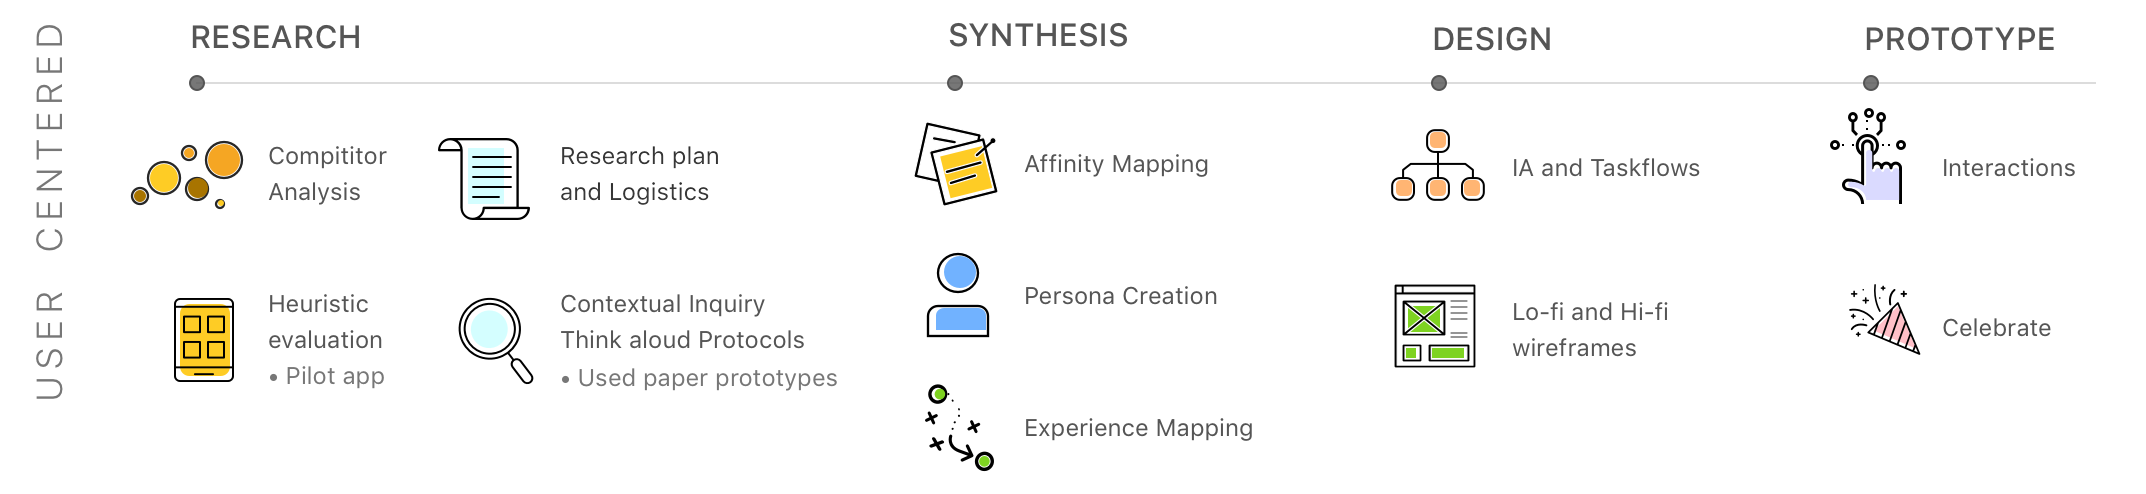 USER CENTERED
RESEARCH
Compititor
Analysis
Research plan
and Logistics
Heuristic
evaluation
• Pilot app
Contextual Inquiry
Think aloud Protocols
• Used paper prototypes
SYNTHESIS
Affinity Mapping
Persona Creation
Experience Mapping
DESIGN
IA and Taskflows
Lo-fi and Hi-fi
wireframes
PROTOTYPE
Interactions
Celebrate